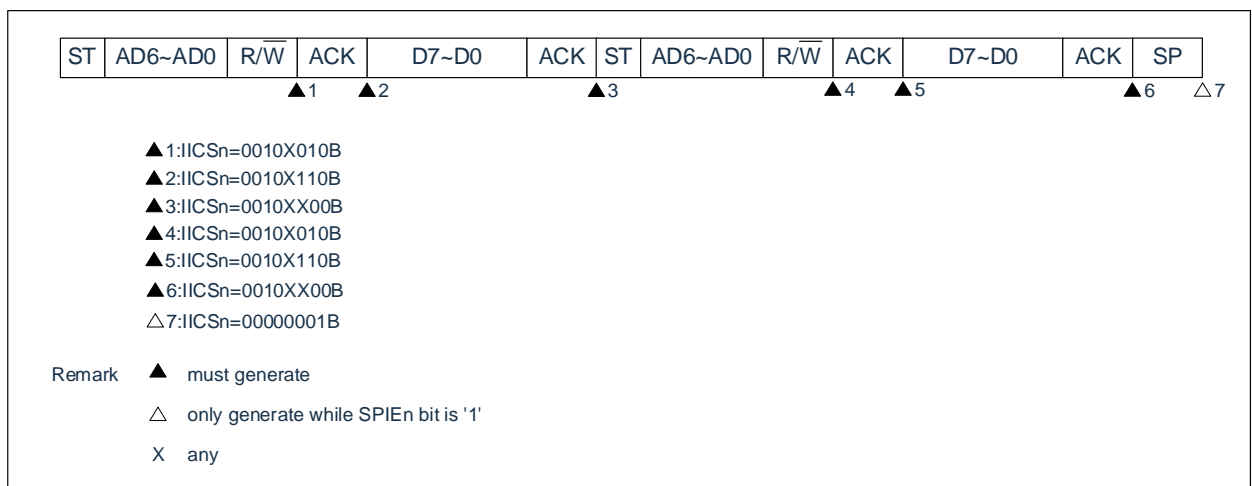 ST AD6~AD0 R/W̅ ACK D7~D0 ACK ST AD6~AD0 R/W̅ ACK D7~D0 ACK SP
▲1 ▲2 ▲3 ▲4 ▲5 ▲6 △7
▲1:IICSn=0010X010B
▲2:IICSn=0010X110B
▲3:IICSn=0010XX00B
▲4:IICSn=0010X010B
▲5:IICSn=0010X110B
▲6:IICSn=0010XX00B
△7:IICSn=00000001B
Remark ▲ must generate
△ only generate while SPIEn bit is '1'
X any